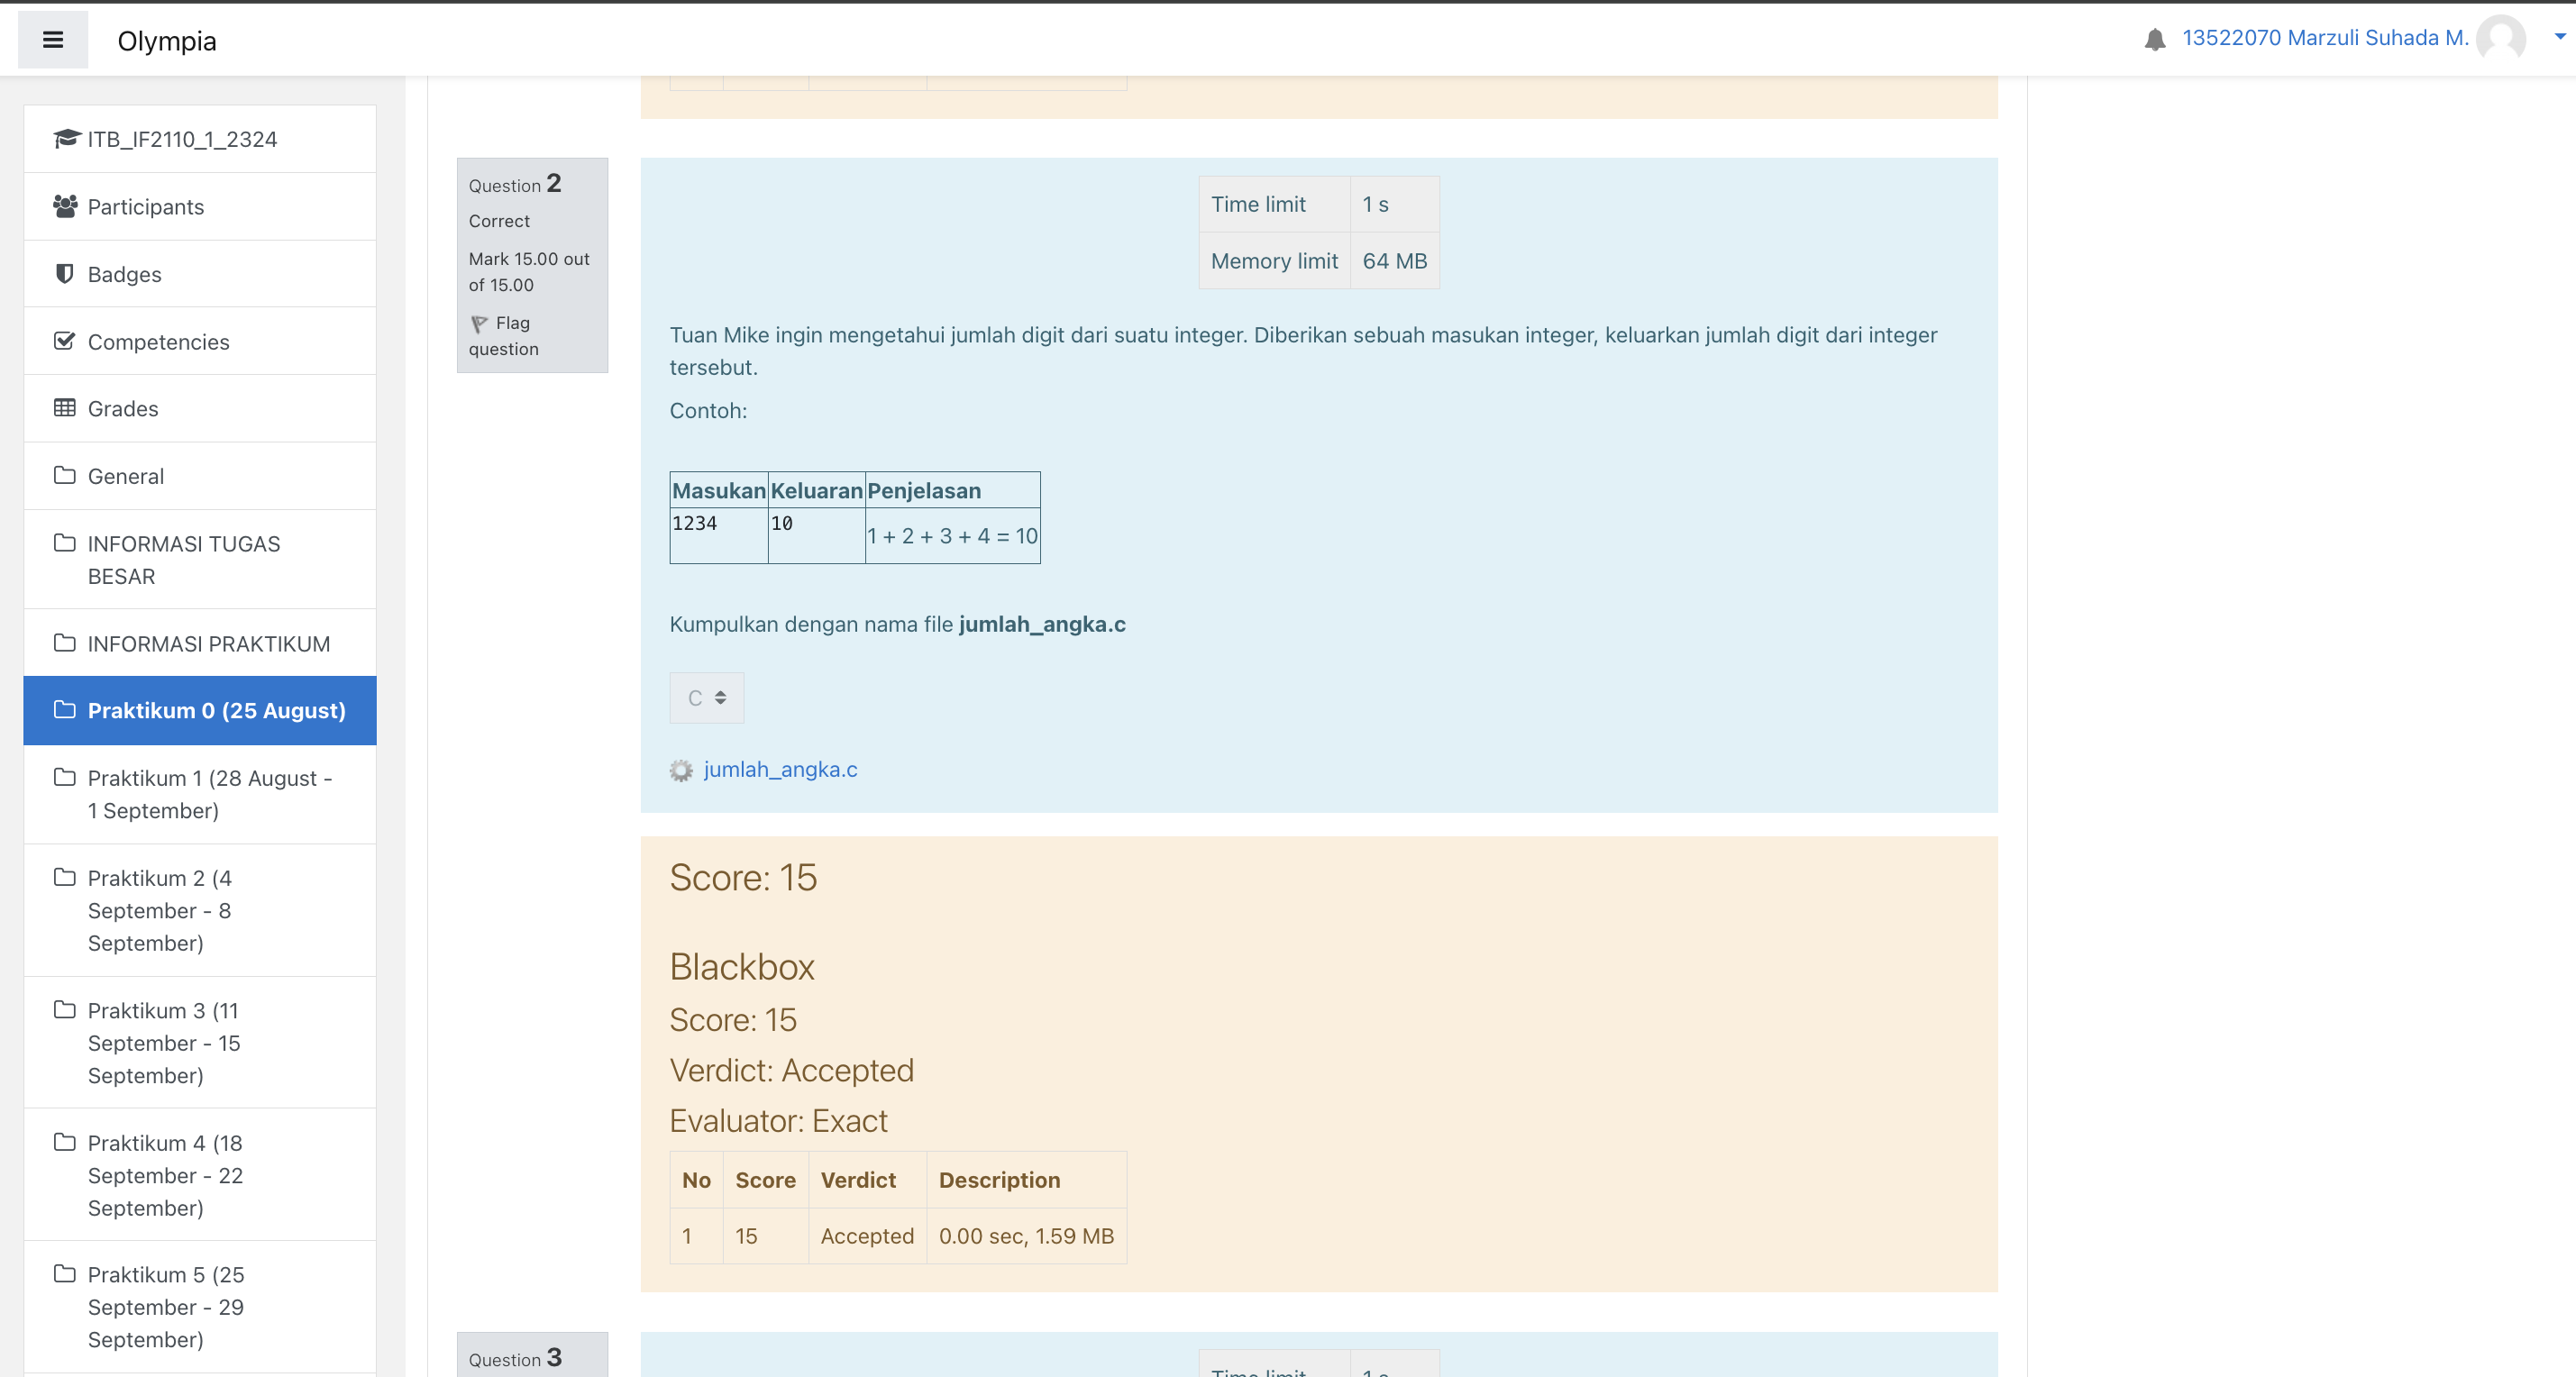 Olympia
13522070 Marzuli Suhada M.
ITB_IF2110_1_2324
Participants
Badges
Competencies
Grades
General
INFORMASI TUGAS
BESAR
INFORMASI PRAKTIKUM
Praktikum 0 (25 August)
Praktikum 1 (28 August -
1 September)
Praktikum 2 (4
September - 8
September)
Praktikum 3 (11
September - 15
September)
Praktikum 4 (18
September - 22
September)
Praktikum 5 (25
September - 29
September)
Question 2
Correct
Mark 15.00 out
of 15.00
Flag
question
Time limit 1 s
Memory limit 64 MB
Tuan Mike ingin mengetahui jumlah digit dari suatu integer. Diberikan sebuah masukan integer, keluarkan jumlah digit dari integer
tersebut.
Contoh:
Masukan Keluaran Penjelasan
1234 10 1 + 2 + 3 + 4 = 10
Kumpulkan dengan nama file jumlah_angka.c
C
jumlah_angka.c
Score: 15
Blackbox
Score: 15
Verdict: Accepted
Evaluator: Exact
No Score Verdict Description
1 15 Accepted 0.00 sec, 1.59 MB
Question 3
Time limit 1 s